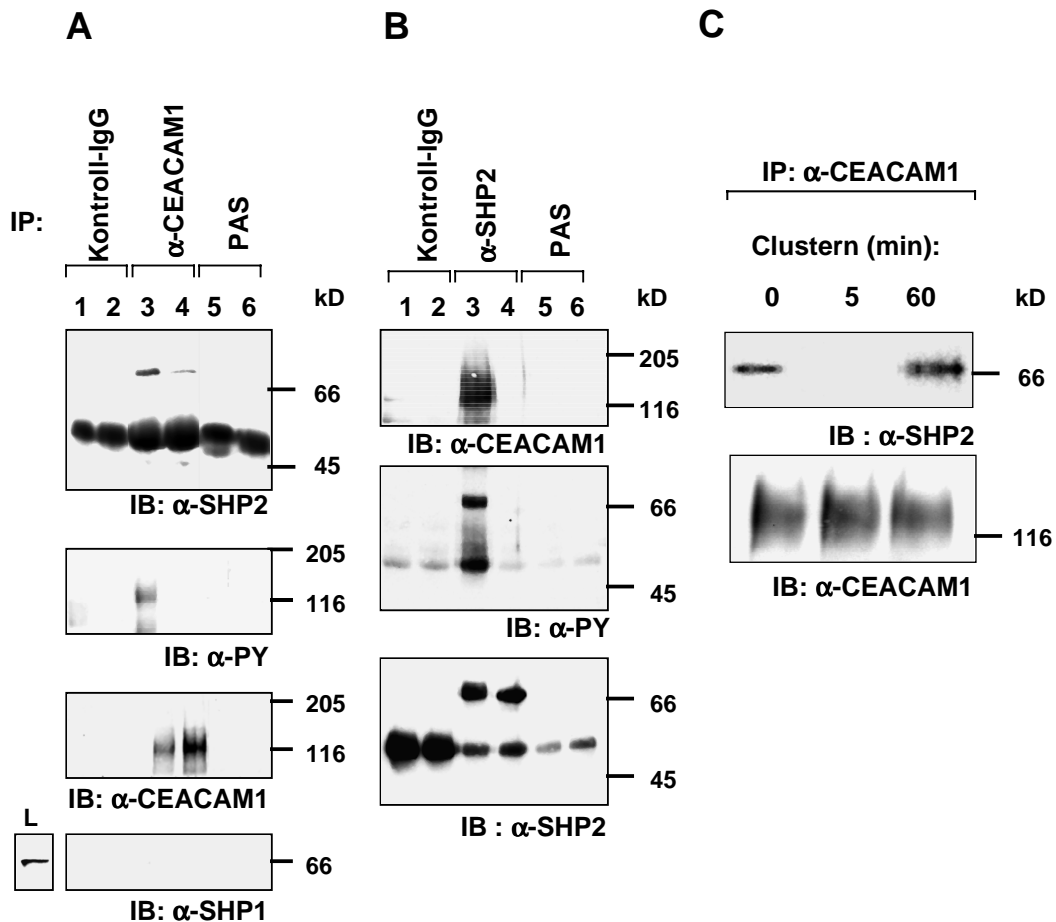 A
IP:
Kontroll-IgG
α-CEACAM1
PAS
1 2 3 4 5 6
kD
66
45
IB: α-SHP2
205
116
IB: α-PY
205
116
IB: α-CEACAM1
L
66
IB: α-SHP1
B
Kontroll-IgG
α-SHP2
PAS
1 2 3 4 5 6
kD
205
116
IB: α-CEACAM1
66
45
IB: α-PY
66
45
IB : α-SHP2
C
IP: α-CEACAM1
Clustern (min):
0 5 60
kD
66
IB : α-SHP2
116
IB: α-CEACAM1